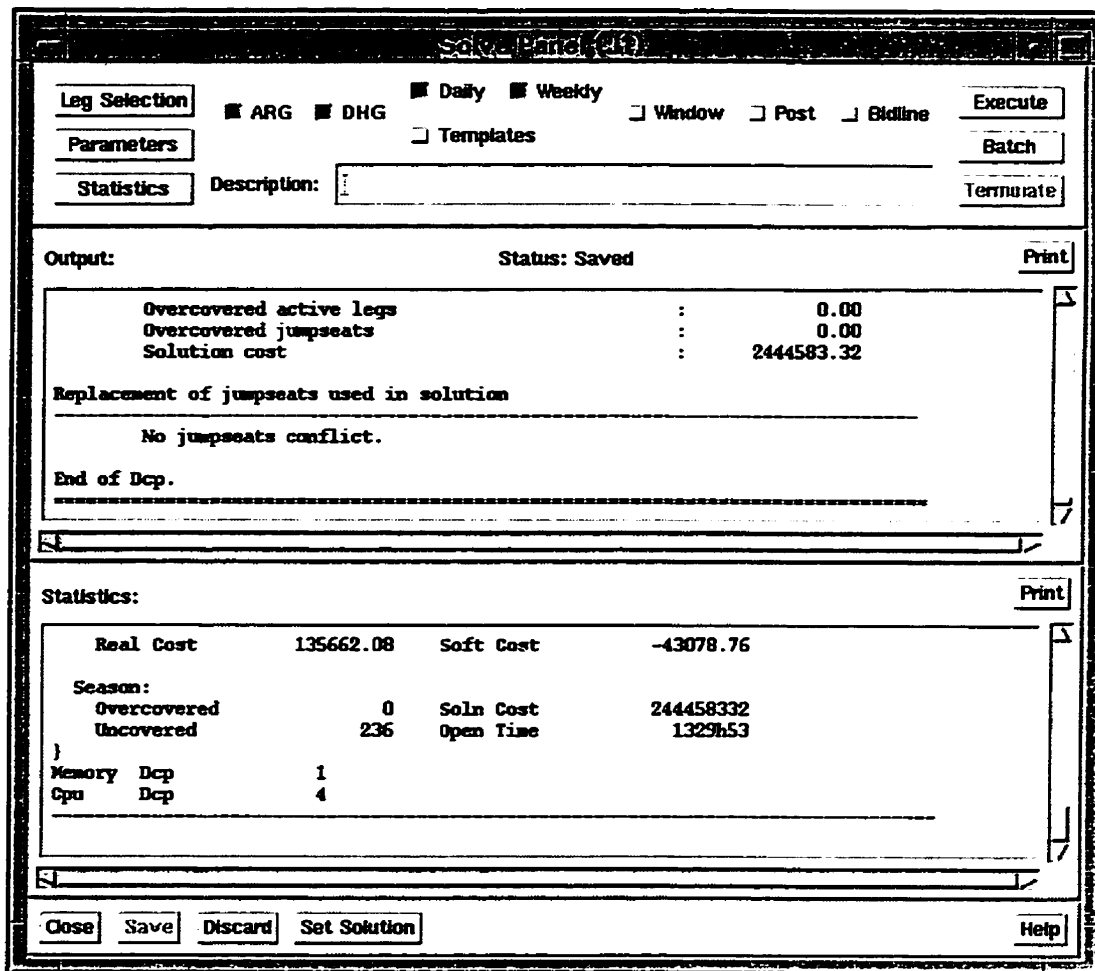 Solve Panel
Leg Selection
ARG DHG Daily Weekly Window Post Bidline
Execute
Parameters
Templates
Batch
Statistics
Description:
Terminate
Output: Status: Saved Print
Overcovered active legs : 0.00
Overcovered jumpseats : 0.00
Solution cost : 2444583.32
Replacement of jumpseats used in solution
No jumpseats conflict.
End of Dcp.
Statistics: Print
Real Cost 135662.08 Soft Cost -43078.76
Season:
Overcovered 0 Soln Cost 244458332
Uncovered 236 Open Time 1329h53
}
Memory Dcp 1
Cpu Dcp 4
Close Save Discard Set Solution Help